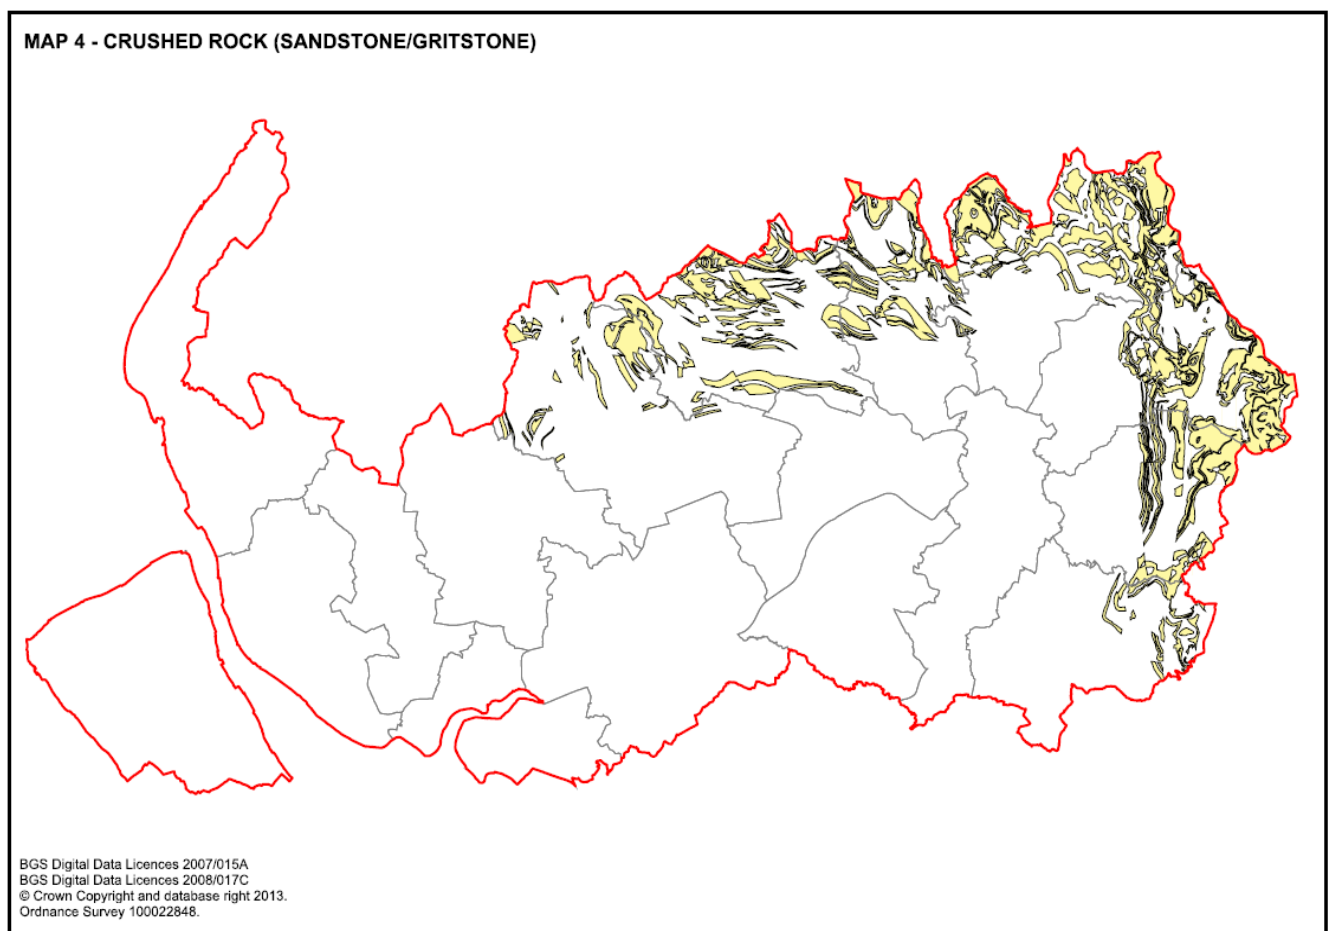 MAP 4 - CRUSHED ROCK (SANDSTONE/GRITSTONE)
BGS Digital Data Licences 2007/015A
BGS Digital Data Licences 2008/017C
© Crown Copyright and database right 2013.
Ordnance Survey 100022848.